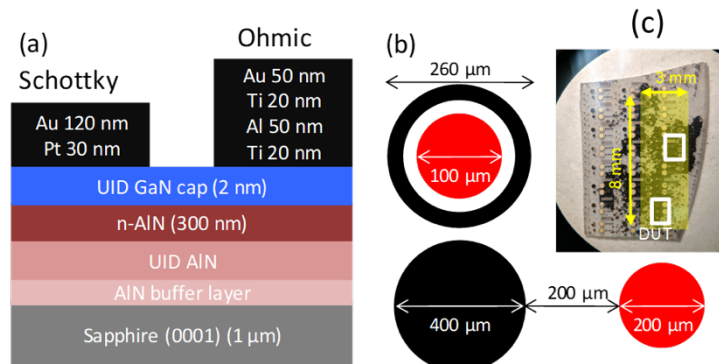 (a)
Schottky
Ohmic
Au 120 nm
Pt 30 nm
Au 50 nm
Ti 20 nm
Al 50 nm
Ti 20 nm
UID GaN cap (2 nm)
n-AlN (300 nm)
UID AlN
AlN buffer layer
Sapphire (0001) (1 μm)
(b)
260 μm
100 μm
400 μm
200 μm
200 μm
(c)
3 mm
8 mm
DUT